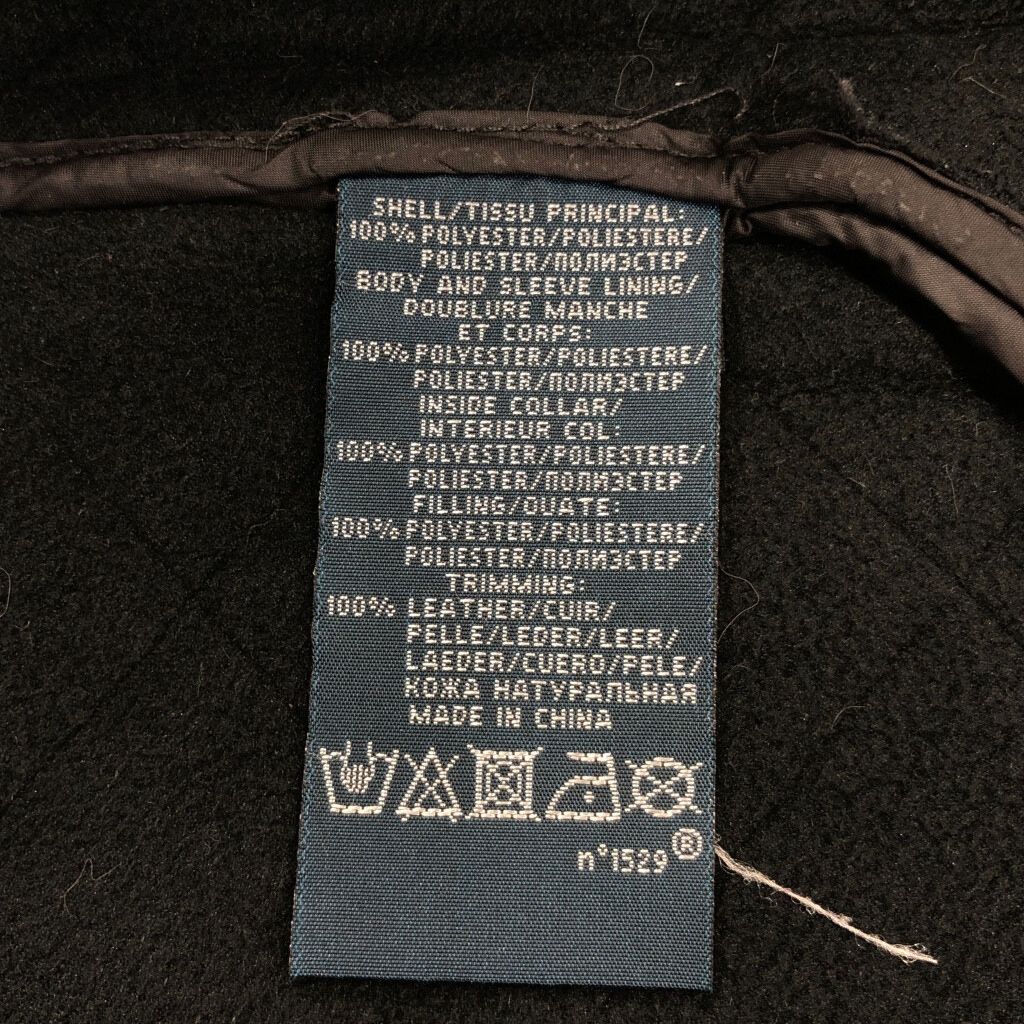 SHELL/TISSU PRINCIPAL:
100% POLYESTER/POLIESTERE/
POLIESTER/ПОЛИЭСТЕР
BODY AND SLEEVE LINING/
DOUBLURE MANCHE
ET CORPS:
100% POLYESTER/POLIESTERE/
POLIESTER/ПОЛИЭСТЕР
INSIDE COLLAR/
INTERIEUR COL:
100% POLYESTER/POLIESTERE/
POLIESTER/ПОЛИЭСТЕР
FILLING/OUATE:
100% POLYESTER/POLIESTERE/
POLIESTER/ПОЛИЭСТЕР
TRIMMING:
100% LEATHER/CUIR/
PELLE/LEDER/LEER/
LAEDER/CUERO/PELE/
КОЖА НАТУРАЛЬНАЯ
MADE IN CHINA
n°1529®